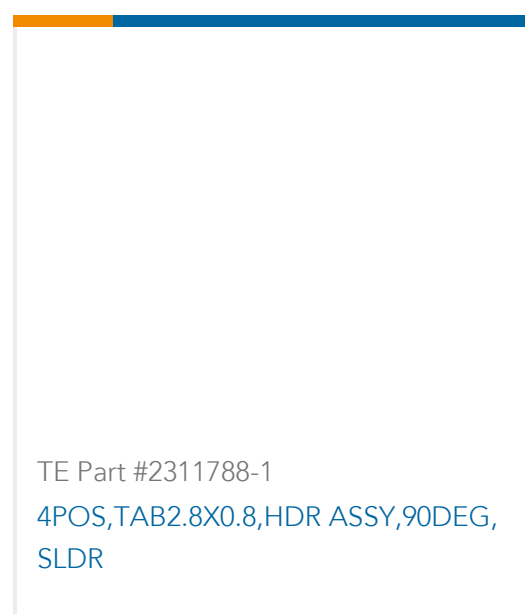 TE Part #2311788-1
4POS,TAB2.8X0.8,HDR ASSY,90DEG,
SLDR